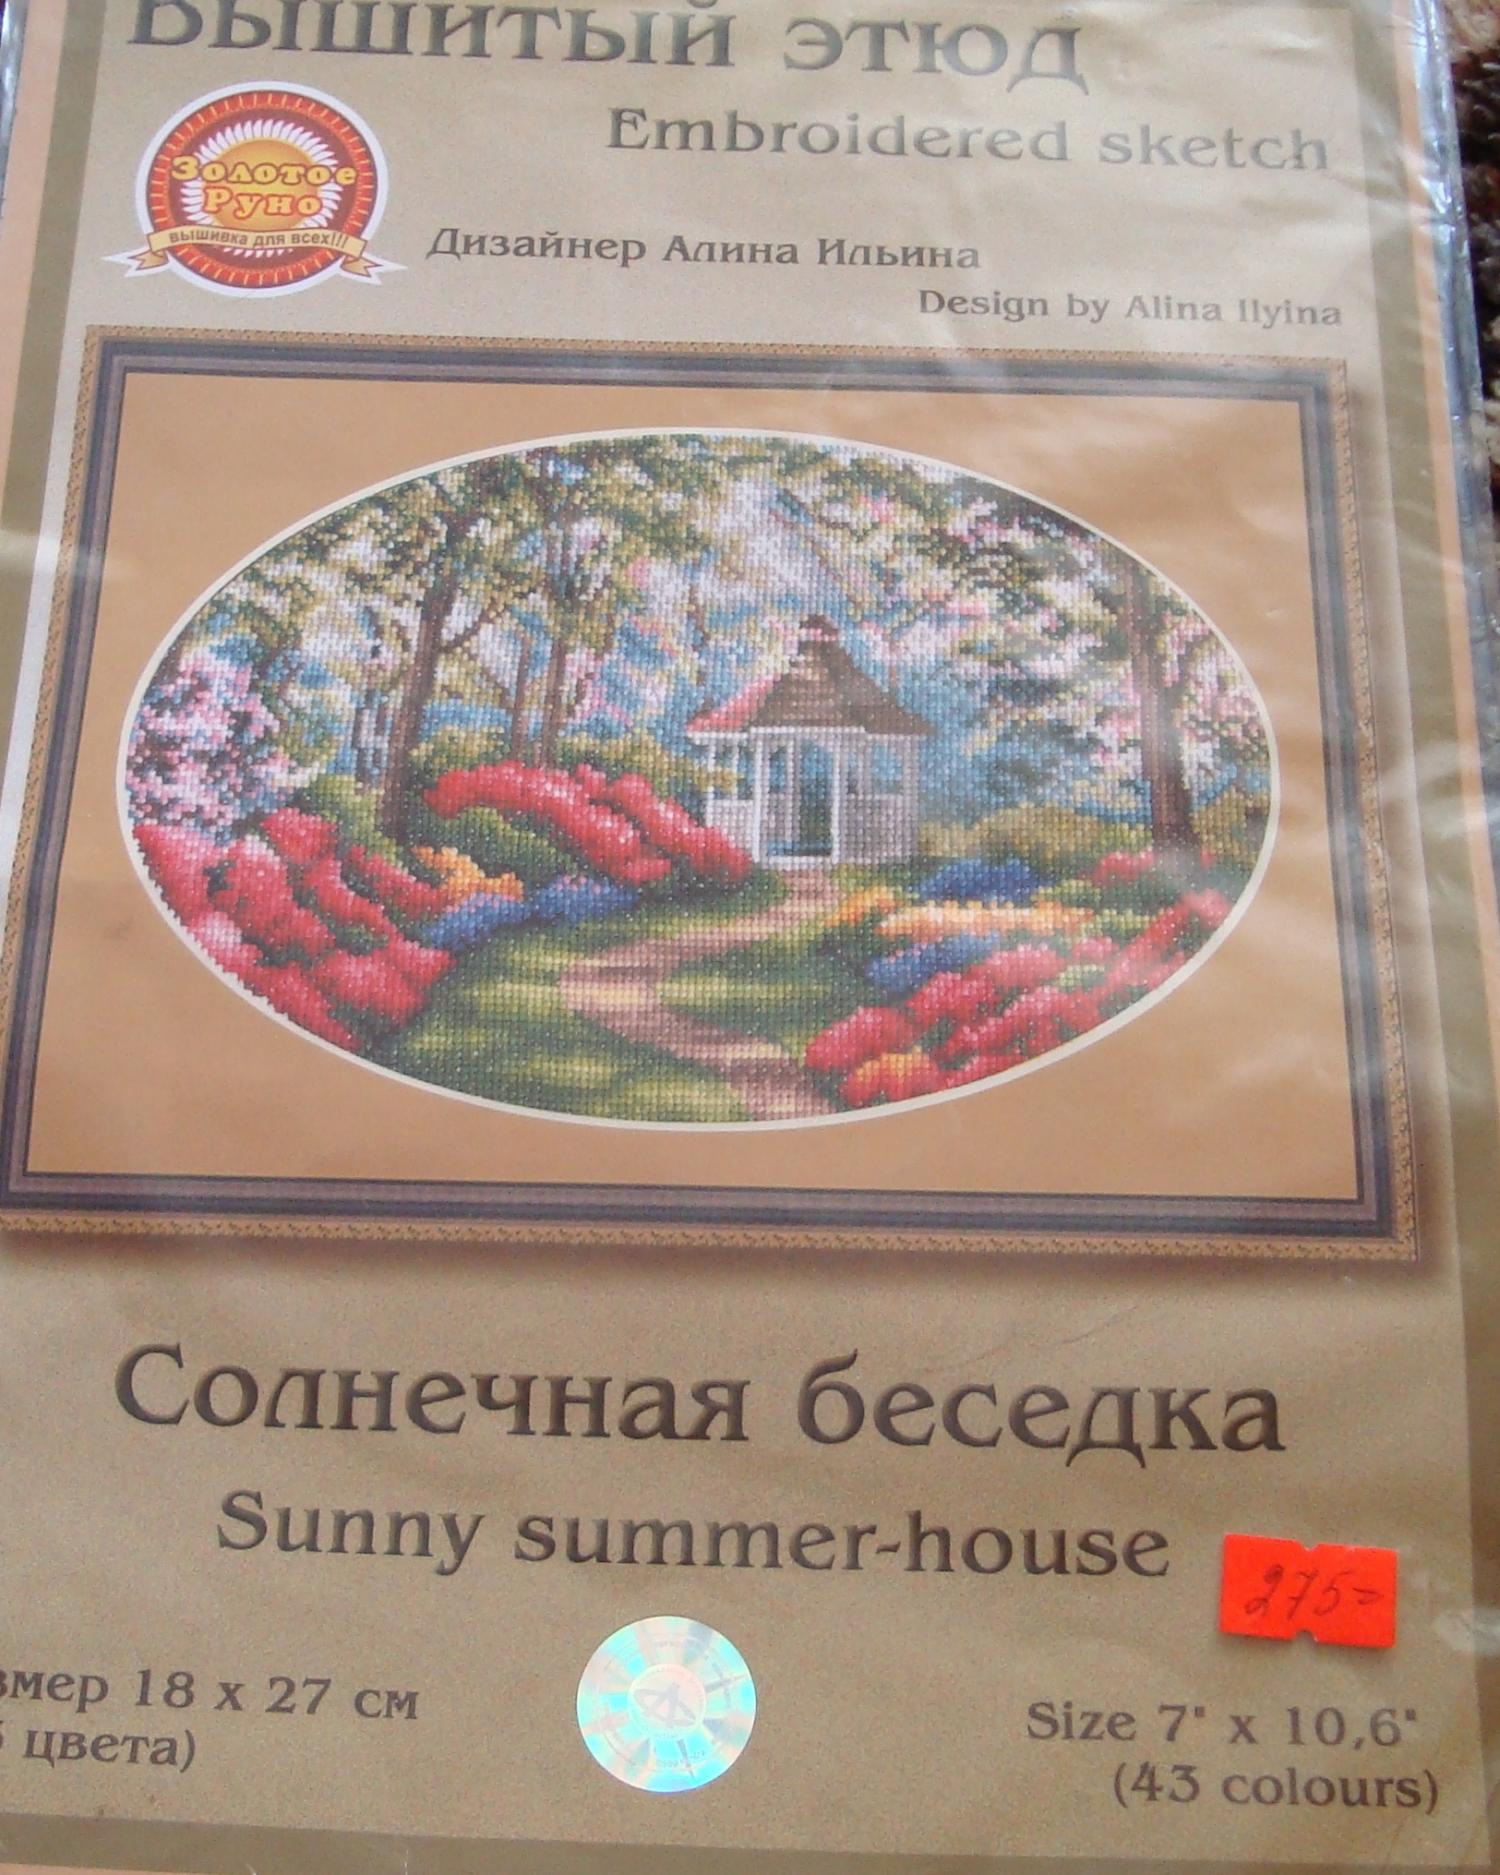 Вышитый этюд
Embroidered sketch
Золотое
Руно
вышивка для всех!!!
Дизайнер Алина Ильина
Design by Alina Ilyina
Солнечная беседка
Sunny summer-house
275=
змер 18 х 27 см
цвета)
Size 7" x 10,6"
(43 colours)